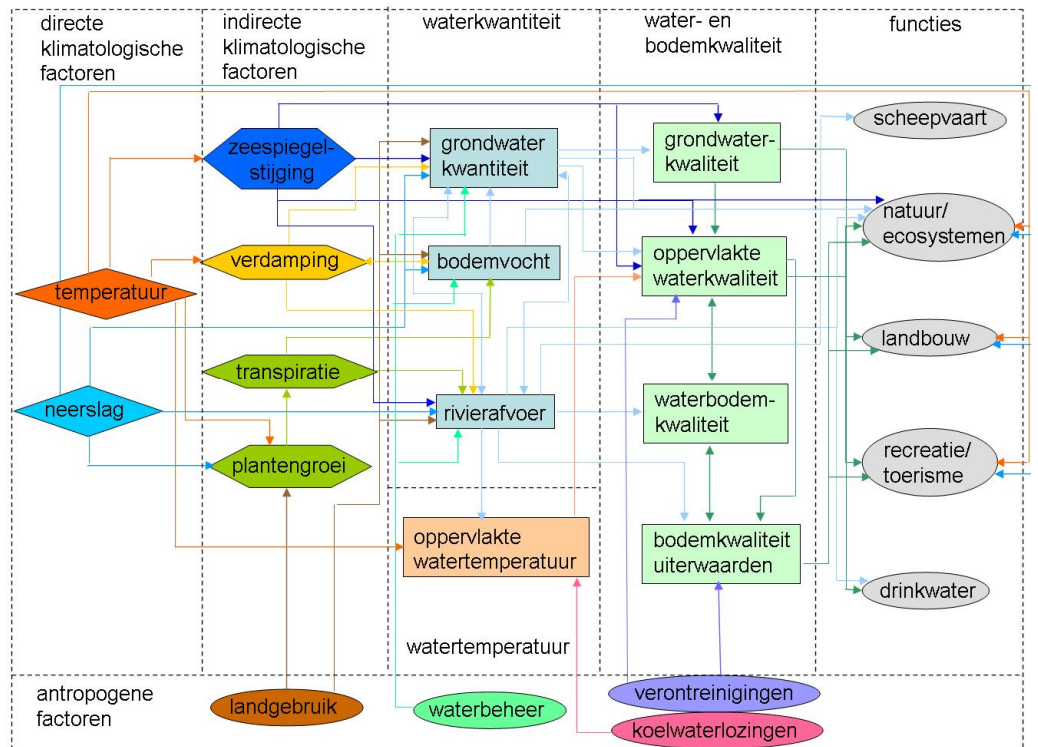 directe
klimatologische
factoren
indirecte
klimatologische
factoren
waterkwantiteit
water- en
bodemkwaliteit
functies
zeespiegel-
stijging
verdamping
temperatuur
transpiratie
neerslag
plantengroei
grondwater
kwantiteit
bodemvocht
rivierafvoer
oppervlakte
watertemperatuur
watertemperatuur
grondwater-
kwaliteit
oppervlakte
waterkwaliteit
waterbodem-
kwaliteit
bodemkwaliteit
uiterwaarden
scheepvaart
natuur/
ecosystemen
landbouw
recreatie/
toerisme
drinkwater
antropogene
factoren
landgebruik
waterbeheer
verontreinigingen
koelwaterlozingen